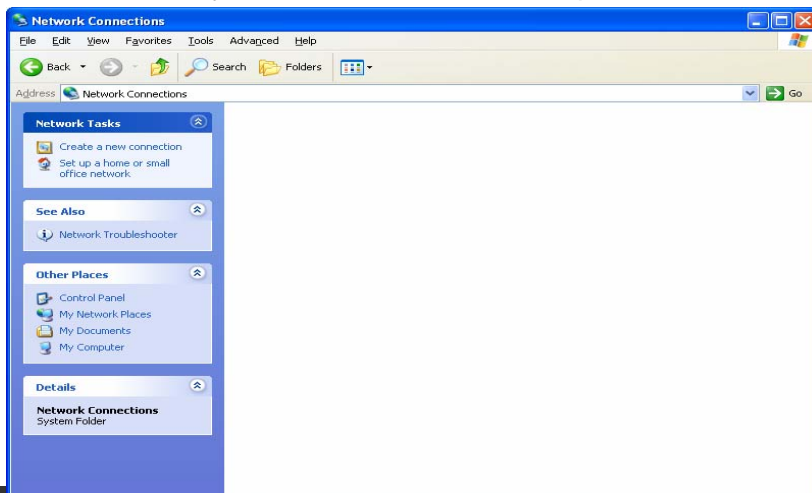 Network Connections
File Edit View Favorites Tools Advanced Help
Back Search Folders
Address Network Connections Go
Network Tasks
Create a new connection
Set up a home or small
office network
See Also
Network Troubleshooter
Other Places
Control Panel
My Network Places
My Documents
My Computer
Details
Network Connections
System Folder